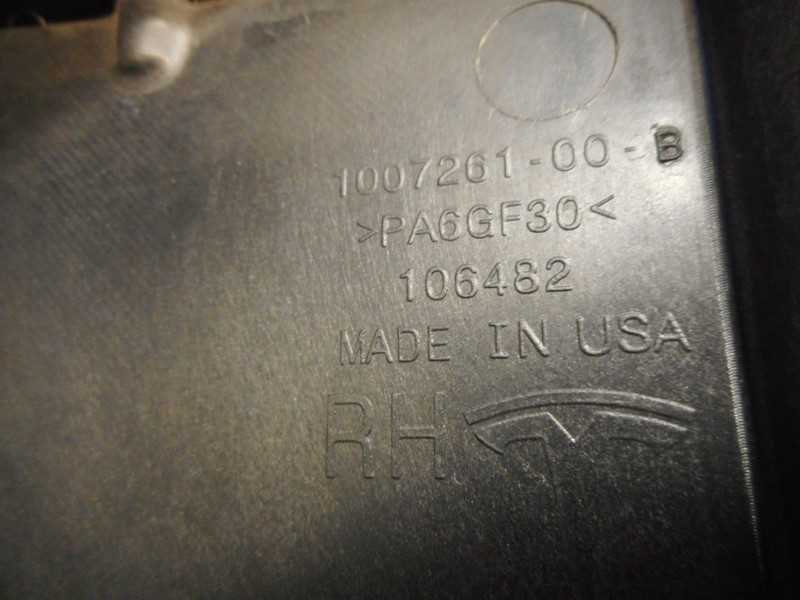 1007261-00-B
>PA6GF30<
106482
MADE IN USA
RH